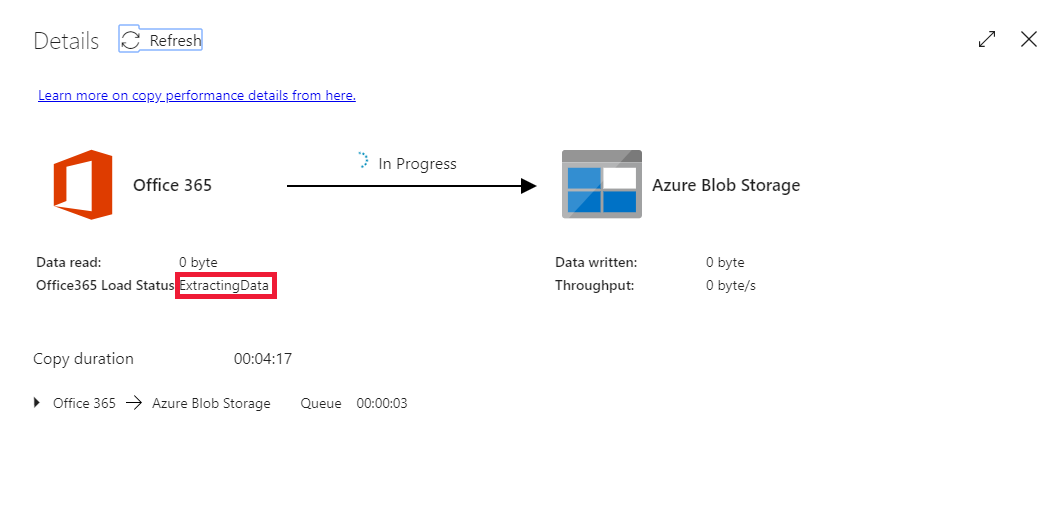 Details Refresh
Learn more on copy performance details from here.
In Progress
Office 365 Azure Blob Storage
Data read: 0 byte Data written: 0 byte
Office365 Load Status ExtractingData Throughput: 0 byte/s
Copy duration 00:04:17
Office 365 → Azure Blob Storage Queue 00:00:03